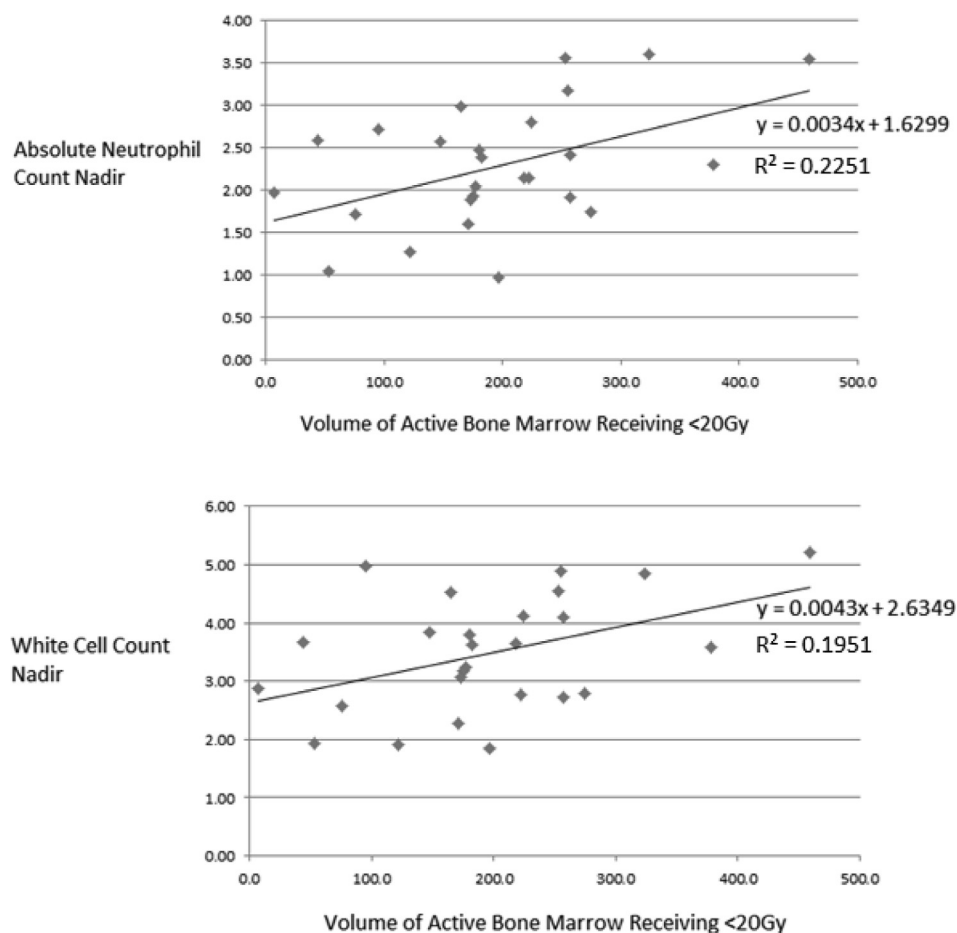 4.00
3.50
3.00
2.50
2.00
1.50
1.00
0.50
0.00
Absolute Neutrophil
Count Nadir
y = 0.0034x + 1.6299
R² = 0.2251
0.0 100.0 200.0 300.0 400.0 500.0
Volume of Active Bone Marrow Receiving <20Gy
6.00
5.00
4.00
3.00
2.00
1.00
0.00
White Cell Count
Nadir
y = 0.0043x + 2.6349
R² = 0.1951
0.0 100.0 200.0 300.0 400.0 500.0
Volume of Active Bone Marrow Receiving <20Gy